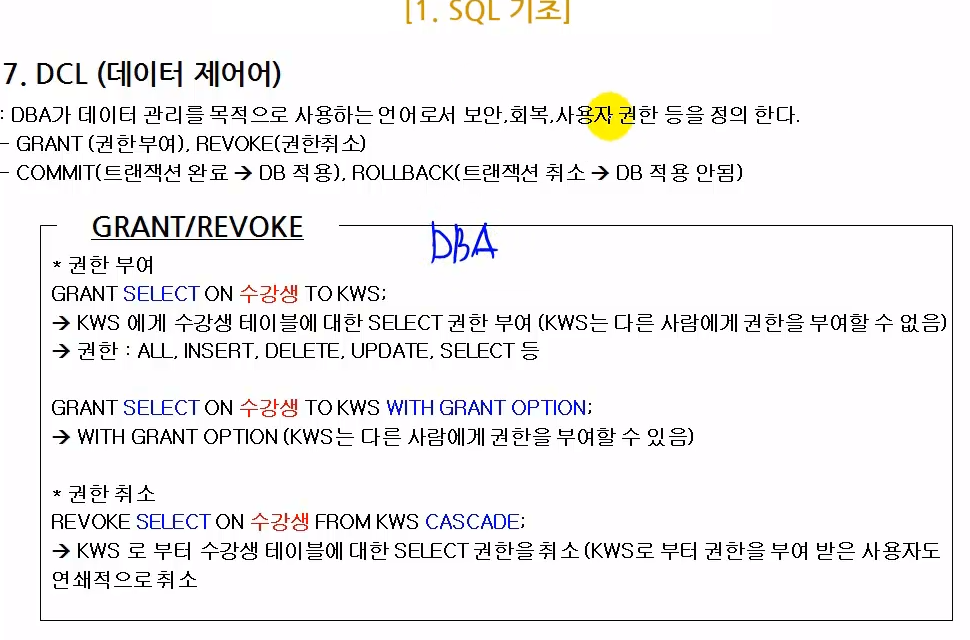 [1. SQL 기초]
7. DCL (데이터 제어어)
: DBA가 데이터 관리를 목적으로 사용하는 언어로서 보안,회복,사용자 권한 등을 정의 한다.
- GRANT (권한부여), REVOKE(권한취소)
- COMMIT(트랜잭션 완료 → DB 적용), ROLLBACK(트랜잭션 취소 → DB 적용 안됨)
GRANT/REVOKE
DBA
* 권한 부여
GRANT SELECT ON 수강생 TO KWS;
→ KWS 에게 수강생 테이블에 대한 SELECT 권한 부여 (KWS는 다른 사람에게 권한을 부여할 수 없음)
→ 권한 : ALL, INSERT, DELETE, UPDATE, SELECT 등
GRANT SELECT ON 수강생 TO KWS WITH GRANT OPTION;
→ WITH GRANT OPTION (KWS는 다른 사람에게 권한을 부여할 수 있음)
* 권한 취소
REVOKE SELECT ON 수강생 FROM KWS CASCADE;
→ KWS 로 부터 수강생 테이블에 대한 SELECT 권한을 취소 (KWS로 부터 권한을 부여 받은 사용자도
연쇄적으로 취소